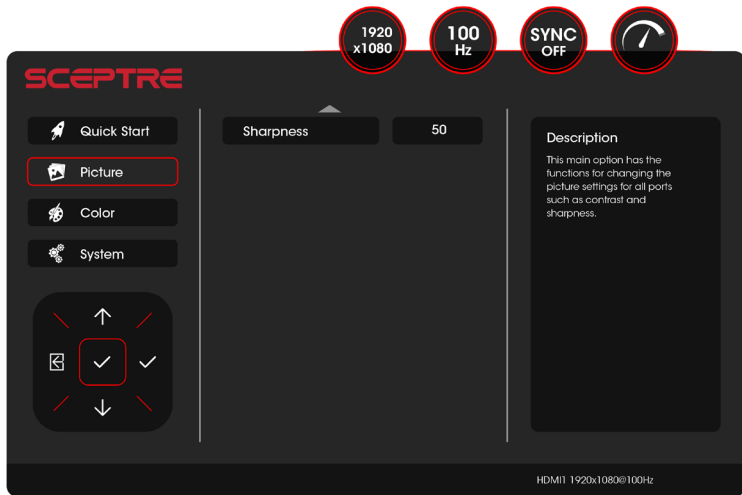 1920
x1080
100
Hz
SYNC
OFF
SCEPTRE
Quick Start
Picture
Color
System
Sharpness 50
Description
This main option has the
functions for changing the
picture settings for all ports
such as contrast and
sharpness.
HDMI1 1920x1080@100Hz